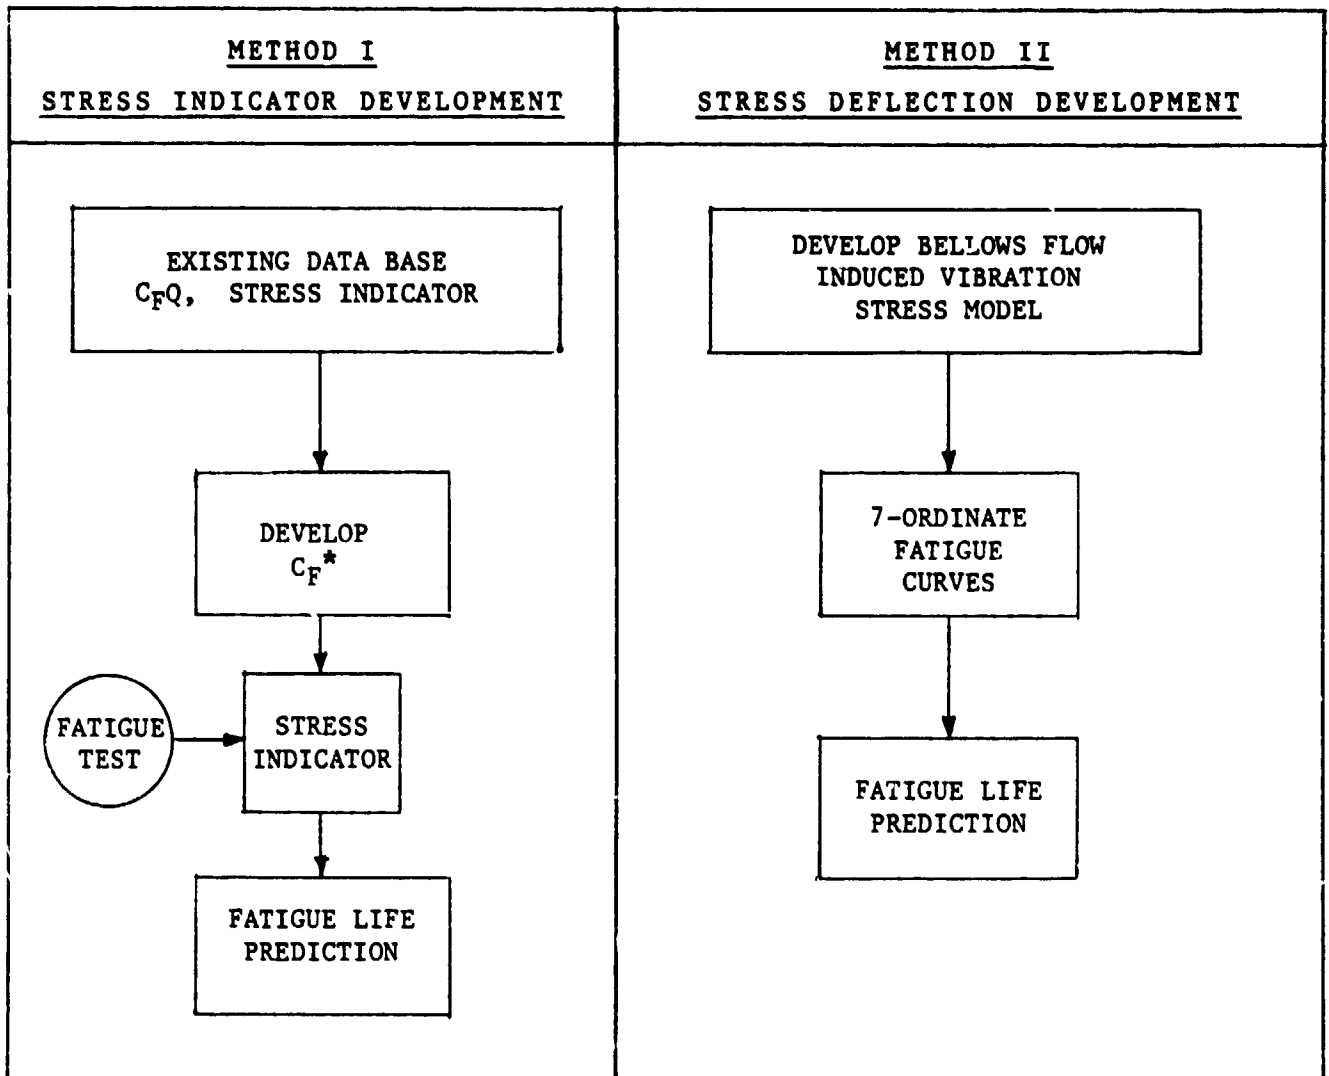 METHOD I
STRESS INDICATOR DEVELOPMENT
EXISTING DATA BASE
CFQ, STRESS INDICATOR
DEVELOP
CF*
FATIGUE
TEST
STRESS
INDICATOR
FATIGUE LIFE
PREDICTION
METHOD II
STRESS DEFLECTION DEVELOPMENT
DEVELOP BELLOWS FLOW
INDUCED VIBRATION
STRESS MODEL
7-ORDINATE
FATIGUE
CURVES
FATIGUE LIFE
PREDICTION